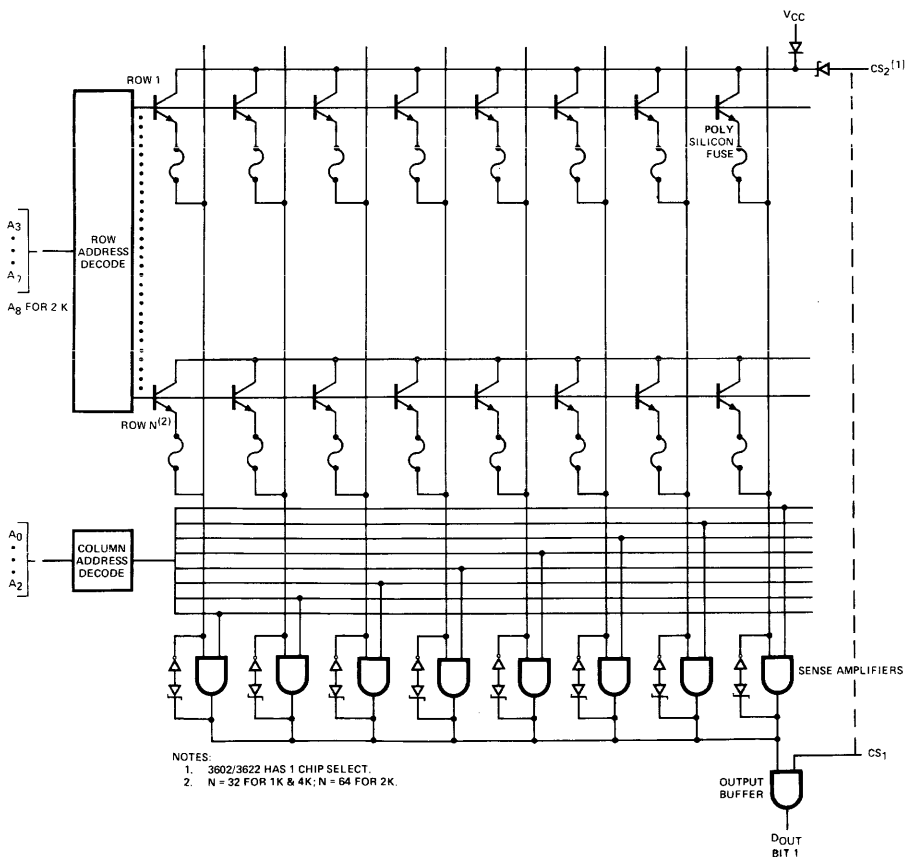 VCC
CS2(1)
ROW 1
POLY
SILICON
FUSE
A3
A7
A8 FOR 2 K
ROW
ADDRESS
DECODE
ROW N(2)
A0
A2
COLUMN
ADDRESS
DECODE
SENSE AMPLIFIERS
NOTES:
1. 3602/3622 HAS 1 CHIP SELECT.
2. N = 32 FOR 1K & 4K; N = 64 FOR 2K.
CS1
OUTPUT
BUFFER
DOUT
BIT 1